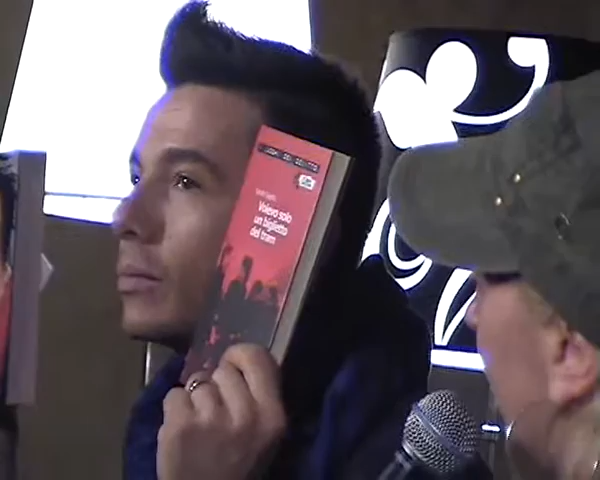 LUOGHI DEL DELITTO
Volevo solo
un biglietto
del tram